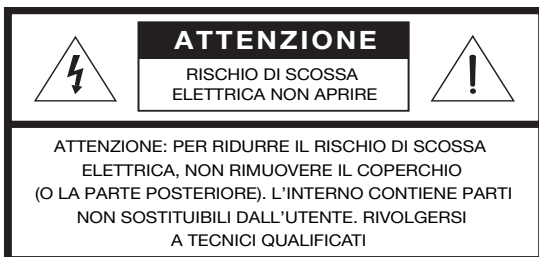 ATTENZIONE
RISCHIO DI SCOSSA
ELETTRICA NON APRIRE
ATTENZIONE: PER RIDURRE IL RISCHIO DI SCOSSA
ELETTRICA, NON RIMUOVERE IL COPERCHIO
(O LA PARTE POSTERIORE). L'INTERNO CONTIENE PARTI
NON SOSTITUIBILI DALL'UTENTE. RIVOLGERSI
A TECNICI QUALIFICATI